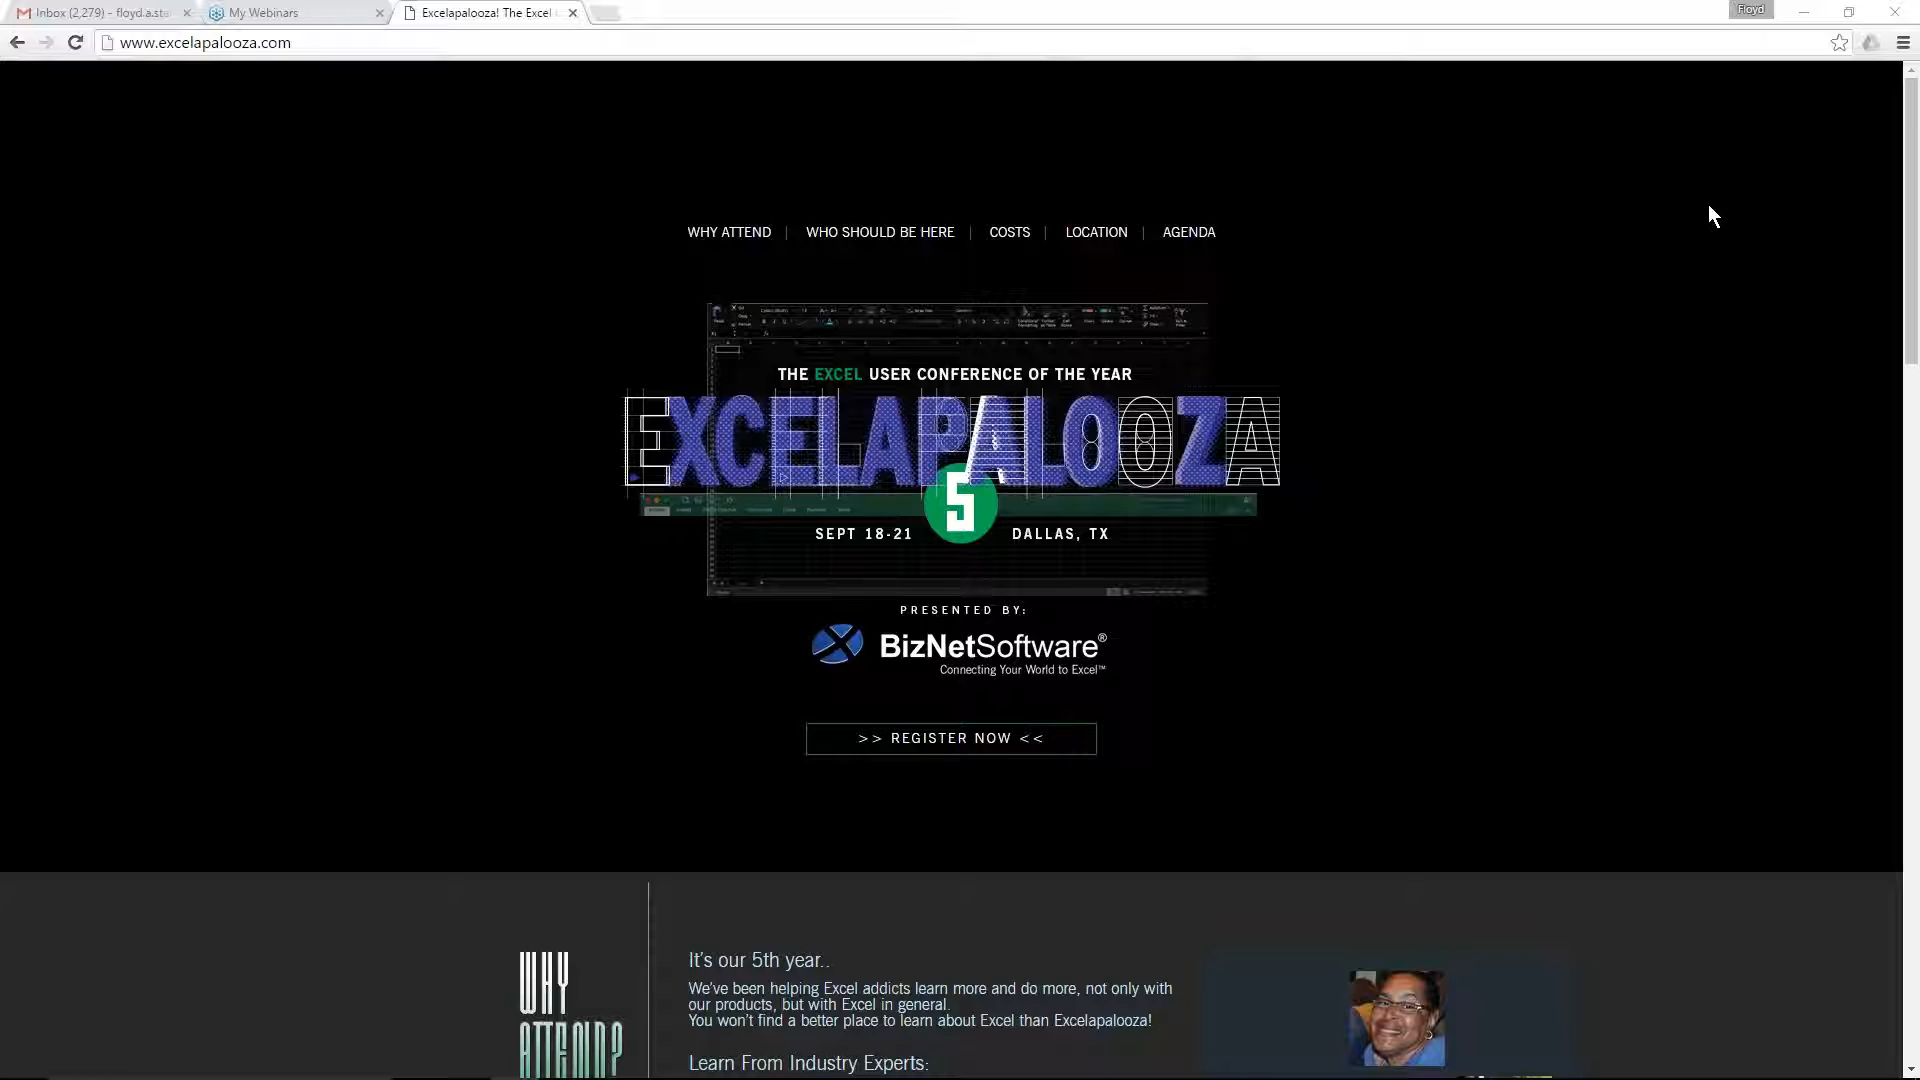 Inbox (2,279) - floyd.a.sta
My Webinars
Excelapalooza! The Excel
Floyd
www.excelapalooza.com
WHY ATTEND | WHO SHOULD BE HERE | COSTS | LOCATION | AGENDA
THE EXCEL USER CONFERENCE OF THE YEAR
EXCELAPALOOZA
5
SEPT 18-21 DALLAS, TX
PRESENTED BY:
BizNetSoftware®
Connecting Your World to Excel™
>> REGISTER NOW <<
WHY
ATTEND?
It's our 5th year..
We've been helping Excel addicts learn more and do more, not only with
our products, but with Excel in general.
You won't find a better place to learn about Excel than Excelapalooza!
Learn From Industry Experts: